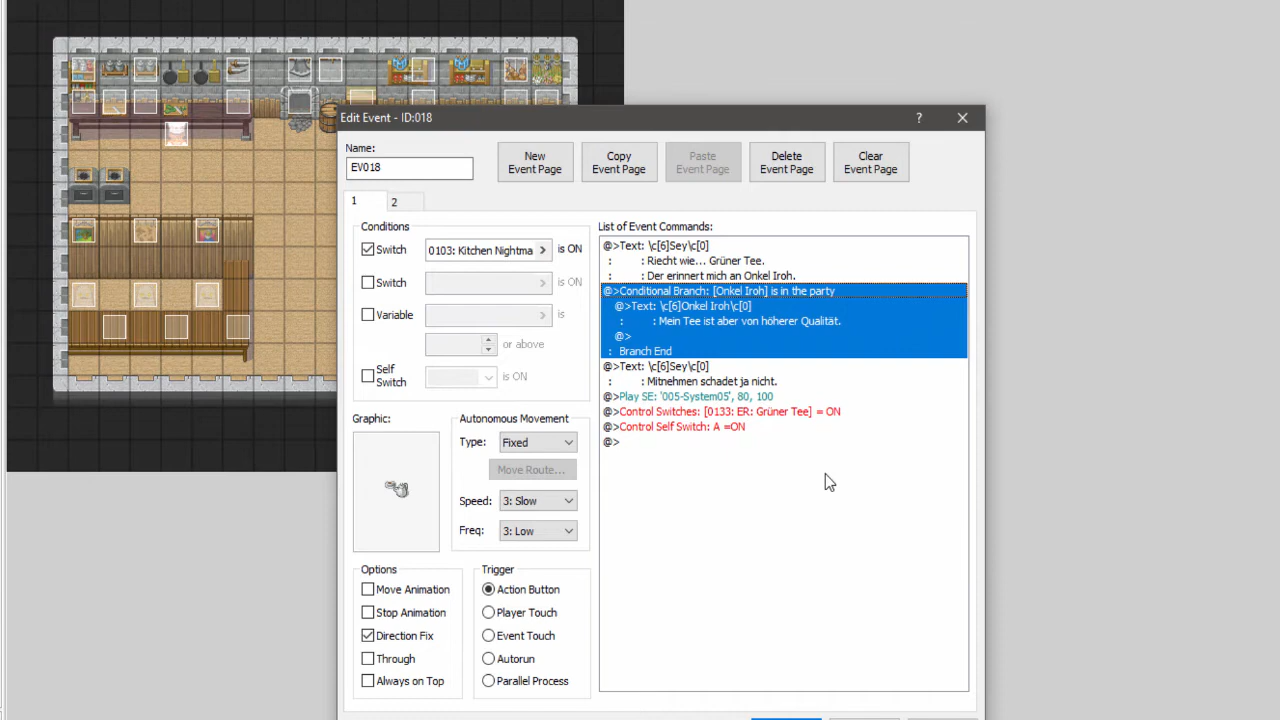 Edit Event - ID:018
?
Name:
EV018
New
Event Page
Copy
Event Page
Paste
Event Page
Delete
Event Page
Clear
Event Page
1
2
Conditions
Switch
0103: Kitchen Nightma
is ON
Switch
is ON
Variable
is
or above
Self
Switch
is ON
Graphic:
Autonomous Movement
Type:
Fixed
Move Route...
Speed:
3: Slow
Freq:
3: Low
Options
Move Animation
Stop Animation
Direction Fix
Through
Always on Top
Trigger
Action Button
Player Touch
Event Touch
Autorun
Parallel Process
List of Event Commands:
@>Text: \c[6]Sey\c[0]
: : Riecht wie... Grüner Tee.
: : Der erinnert mich an Onkel Iroh.
@>Conditional Branch: [Onkel Iroh] is in the party
@>Text: \c[6]Onkel Iroh\c[0]
: : Mein Tee ist aber von höherer Qualität.
@>
: Branch End
@>Text: \c[6]Sey\c[0]
: : Mitnehmen schadet ja nicht.
@>Play SE: '005-System05', 80, 100
@>Control Switches: [0133: ER: Grüner Tee] = ON
@>Control Self Switch: A =ON
@>